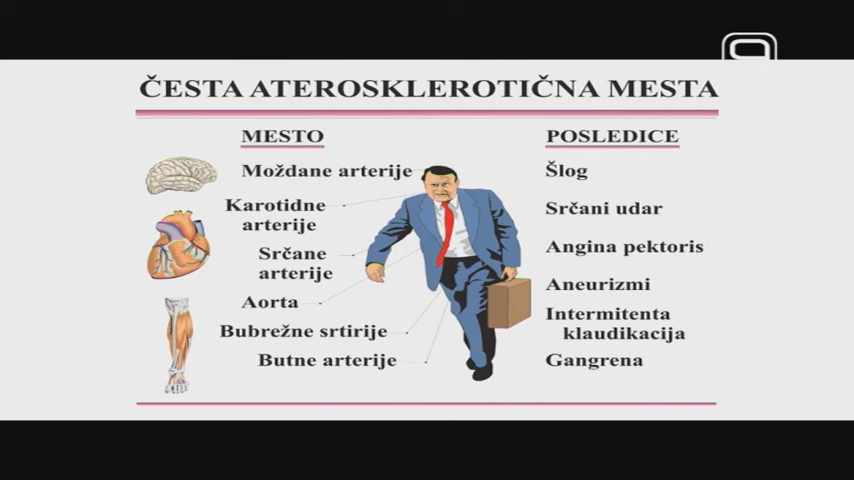 ČESTA ATEROSKLEROTIČNA MESTA
MESTO
Moždane arterije
Karotidne
arterije
Srčane
arterije
Aorta
Bubrežne srtirije
Butne arterije
POSLEDICE
Šlog
Srčani udar
Angina pektoris
Aneurizmi
Intermitenta
klaudikacija
Gangrena